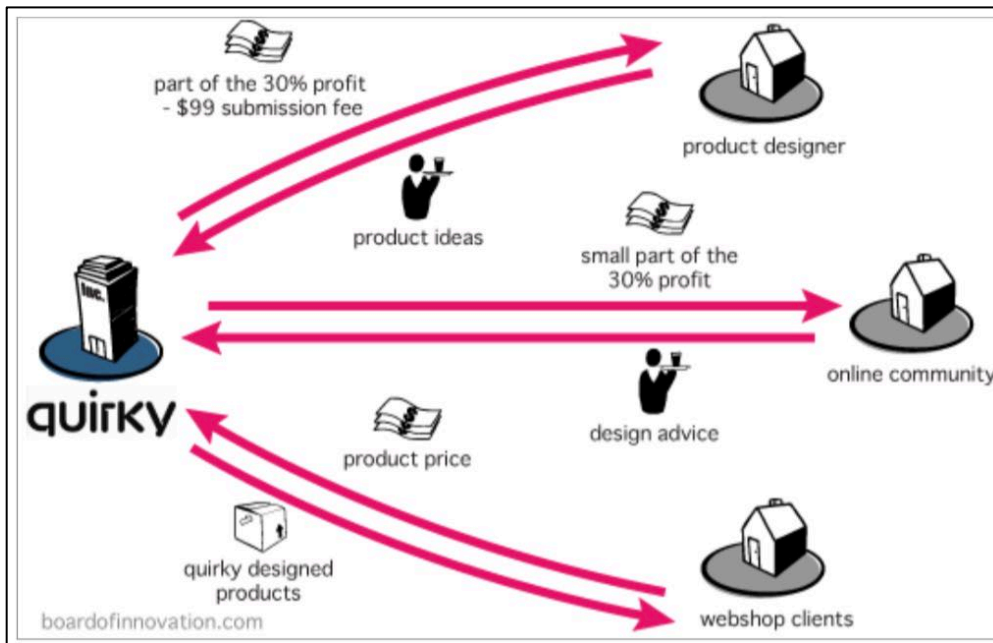 part of the 30% profit
- $99 submission fee
product designer
product ideas
small part of the
30% profit
Inc.
quirky
online community
design advice
product price
quirky designed
products
webshop clients
boardofinnovation.com